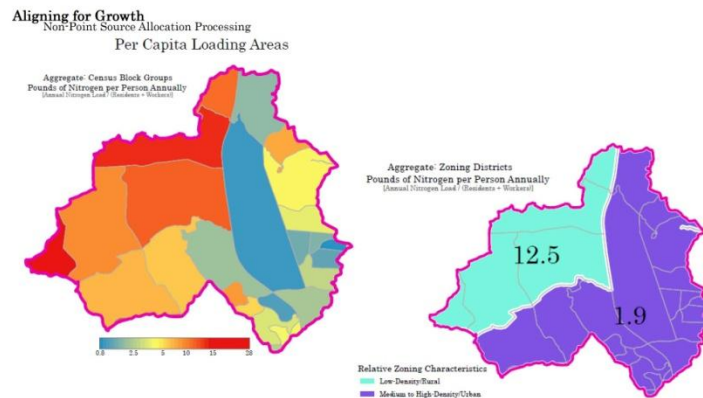 Aligning for Growth
Non-Point Source Allocation Processing
Per Capita Loading Areas
Aggregate: Census Block Groups
Pounds of Nitrogen per Person Annually
[Annual Nitrogen Load / (Residents + Workers)]
0.0 2.5 5 10 15 28
Aggregate: Zoning Districts
Pounds of Nitrogen per Person Annually
[Annual Nitrogen Load / (Residents + Workers)]
12.5
1.9
Relative Zoning Characteristics
Low-Density/Rural
Medium to High-Density/Urban